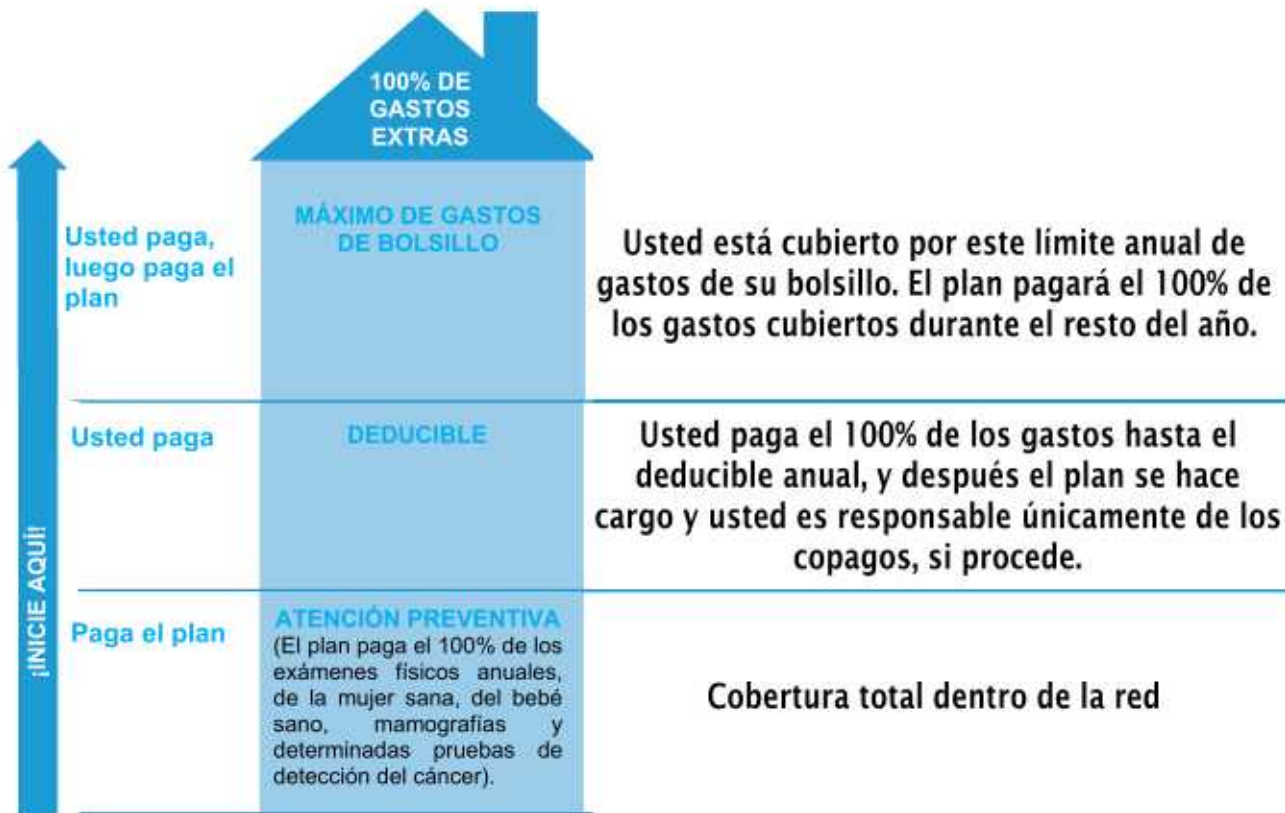 100% DE
GASTOS
EXTRAS
Usted paga,
luego paga el
plan
MÁXIMO DE GASTOS
DE BOLSILLO
Usted está cubierto por este límite anual de
gastos de su bolsillo. El plan pagará el 100% de
los gastos cubiertos durante el resto del año.
Usted paga
DEDUCIBLE
Usted paga el 100% de los gastos hasta el
deducible anual, y después el plan se hace
cargo y usted es responsable únicamente de los
copagos, si procede.
¡INICIE AQUÍ!
Paga el plan
ATENCIÓN PREVENTIVA
(El plan paga el 100% de los
exámenes físicos anuales,
de la mujer sana, del bebé
sano, mamografías y
determinadas pruebas de
detección del cáncer).
Cobertura total dentro de la red